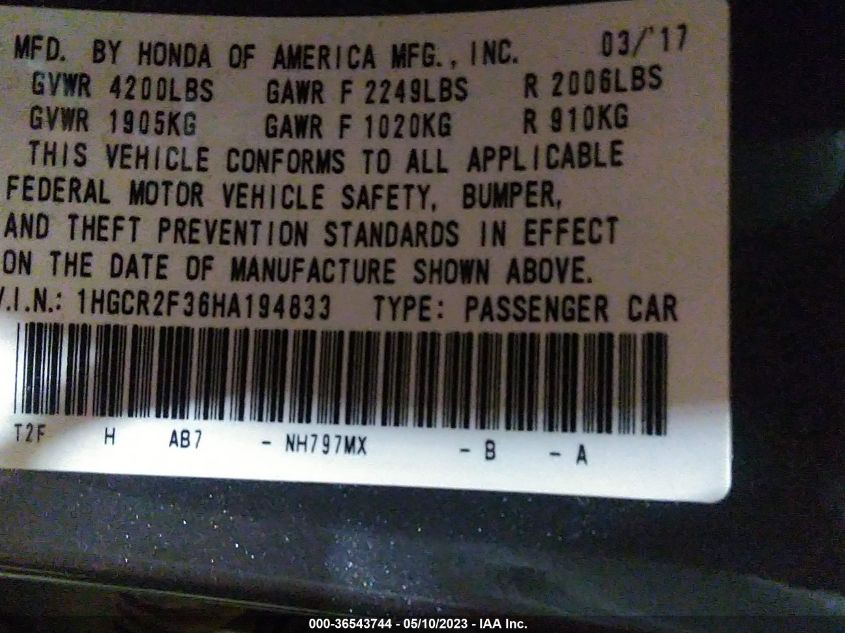 MFD. BY HONDA OF AMERICA MFG., INC. 03/'17
GVWR 4200LBS GAWR F 2249LBS R 2006LBS
GVWR 1905KG GAWR F 1020KG R 910KG
THIS VEHICLE CONFORMS TO ALL APPLICABLE
FEDERAL MOTOR VEHICLE SAFETY, BUMPER,
AND THEFT PREVENTION STANDARDS IN EFFECT
ON THE DATE OF MANUFACTURE SHOWN ABOVE.
V.I.N.: 1HGCR2F36HA194833 TYPE: PASSENGER CAR
T2F H AB7 - NH797MX - B - A
000-36543744 - 05/10/2023 - IAA Inc.